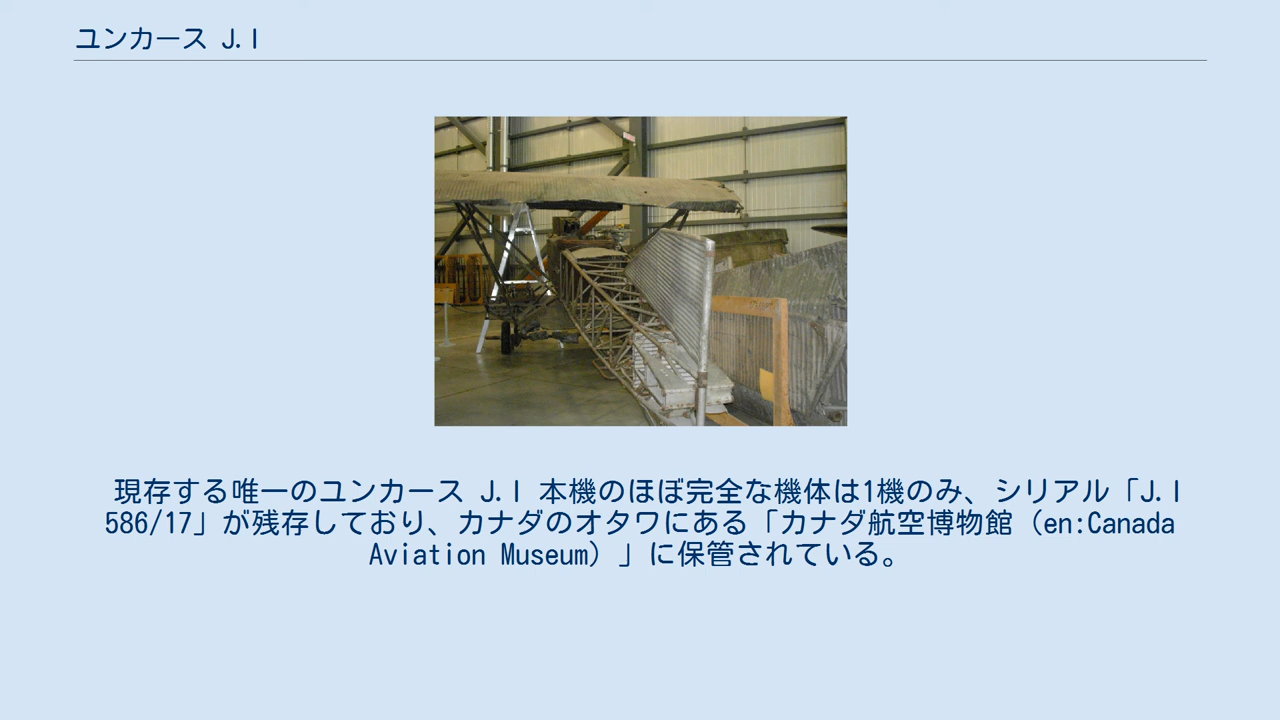 ユンカース J.I
現存する唯一のユンカース J.I 本機のほぼ完全な機体は1機のみ、シリアル「J.I
586/17」が残存しており、カナダのオタワにある「カナダ航空博物館（en:Canada
Aviation Museum）」に保管されている。